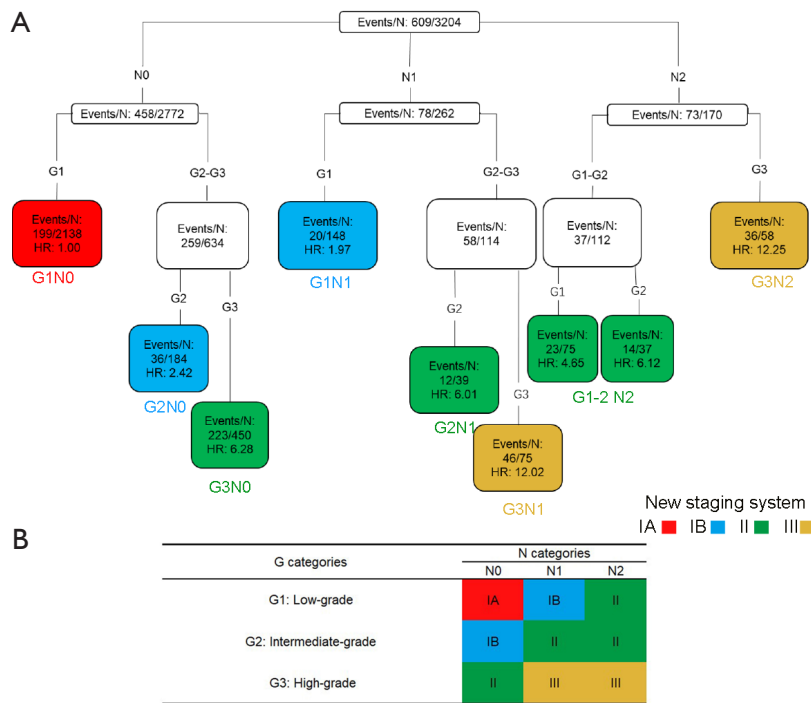 A
Events/N: 609/3204
N0
N1
N2
Events/N: 458/2772
Events/N: 78/262
Events/N: 73/170
G1
G2-G3
G1
G2-G3
G1-G2
G3
Events/N:
199/2138
HR: 1.00
G1N0
Events/N:
259/634
Events/N:
20/148
HR: 1.97
G1N1
Events/N:
58/114
Events/N:
37/112
Events/N:
36/58
HR: 12.25
G3N2
G2
G3
G2
G3
G1
G2
Events/N:
36/184
HR: 2.42
G2N0
Events/N:
223/450
HR: 6.28
G3N0
Events/N:
12/39
HR: 6.01
G2N1
Events/N:
46/75
HR: 12.02
G3N1
Events/N:
23/75
HR: 4.65
Events/N:
14/37
HR: 6.12
G1-2 N2
New staging system
IA IB II III
B
G categories
N categories
N0 N1 N2
G1: Low-grade IA IB II
G2: Intermediate-grade IB II II
G3: High-grade II III III